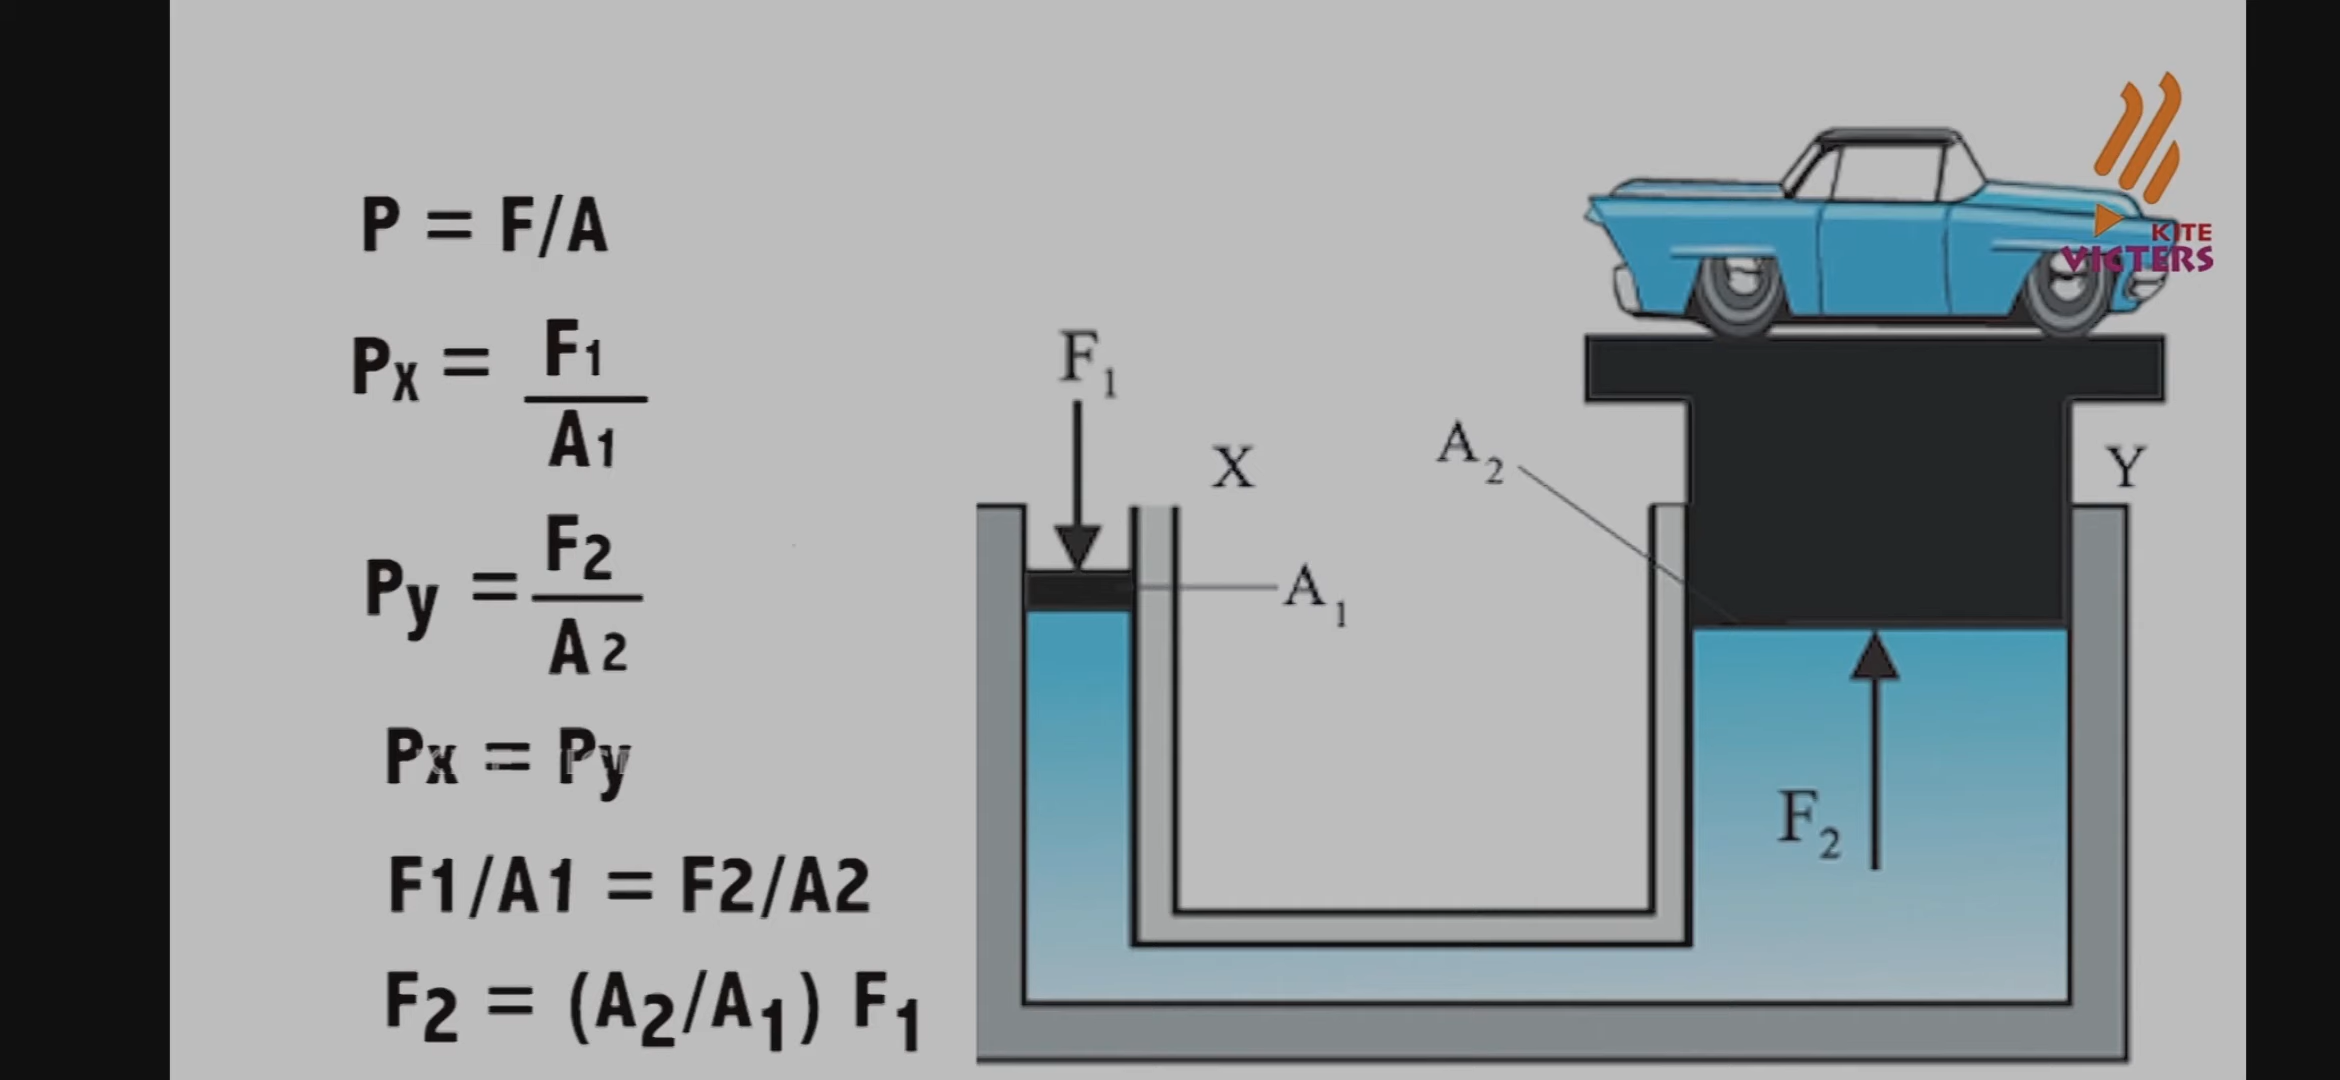 P = F/A
Px = F1
A1
Py = F2
A2
Px = Py
F1/A1 = F2/A2
F2 = (A2/A1) F1
F1
X
A1
A2
Y
F2
KITE
VICTERS